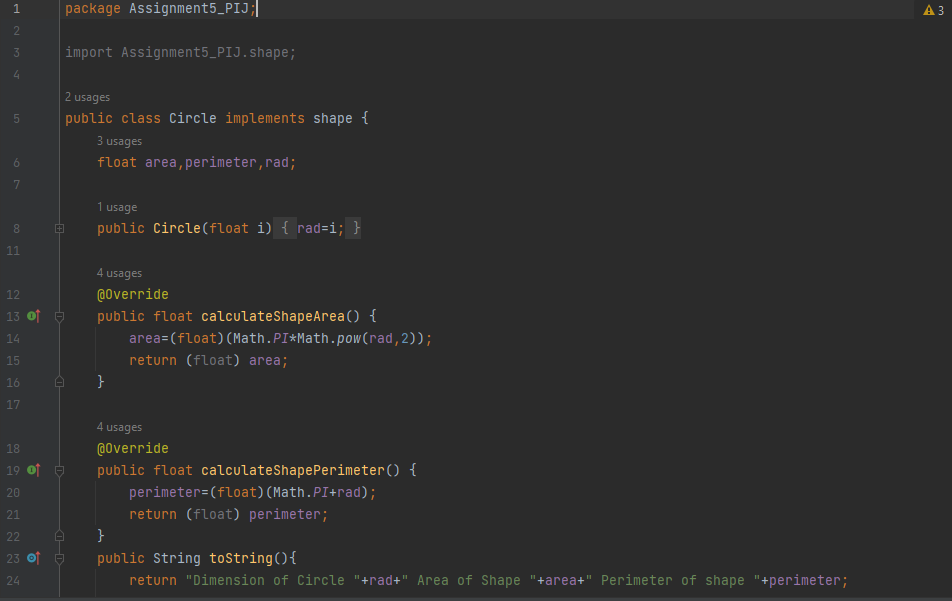 1 package Assignment5_PIJ; 3
2
3 import Assignment5_PIJ.shape;
4
2 usages
5 public class Circle implements shape {
3 usages
6 float area,perimeter,rad;
7
1 usage
8 public Circle(float i) { rad=i; }
11
4 usages
12 @Override
13 public float calculateShapeArea() {
14 area=(float)(Math.PI*Math.pow(rad,2));
15 return (float) area;
16 }
17
4 usages
18 @Override
19 public float calculateShapePerimeter() {
20 perimeter=(float)(Math.PI+rad);
21 return (float) perimeter;
22 }
23 public String toString(){
24 return "Dimension of Circle "+rad+" Area of Shape "+area+" Perimeter of shape "+perimeter;